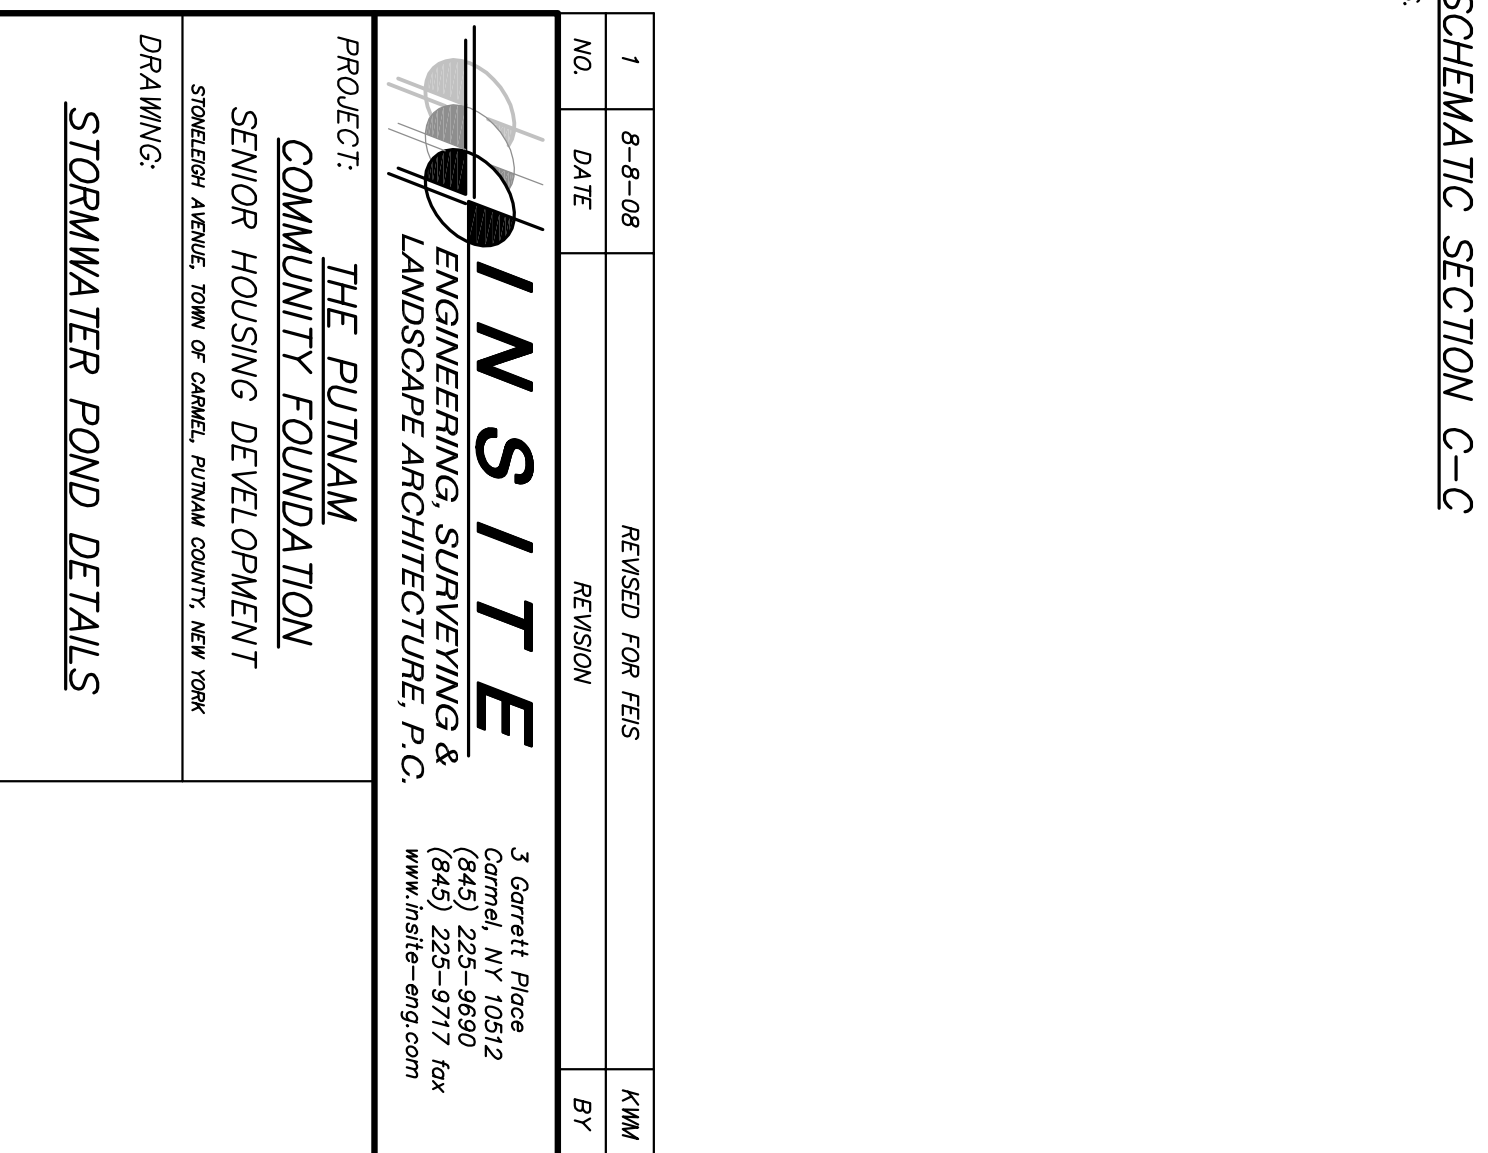 SCHEMATIC SECTION C-C
1 8-8-08 REVISED FOR FEIS KWM
NO. DATE REVISION BY
INSITE
ENGINEERING, SURVEYING &
LANDSCAPE ARCHITECTURE, P.C.
3 Garrett Place
Carmel, NY 10512
(845) 225-9690
(845) 225-9717 fax
www.insite-eng.com
PROJECT:
THE PUTNAM
COMMUNITY FOUNDATION
SENIOR HOUSING DEVELOPMENT
STONELEIGH AVENUE, TOWN OF CARMEL, PUTNAM COUNTY, NEW YORK
DRAWING:
STORMWATER POND DETAILS